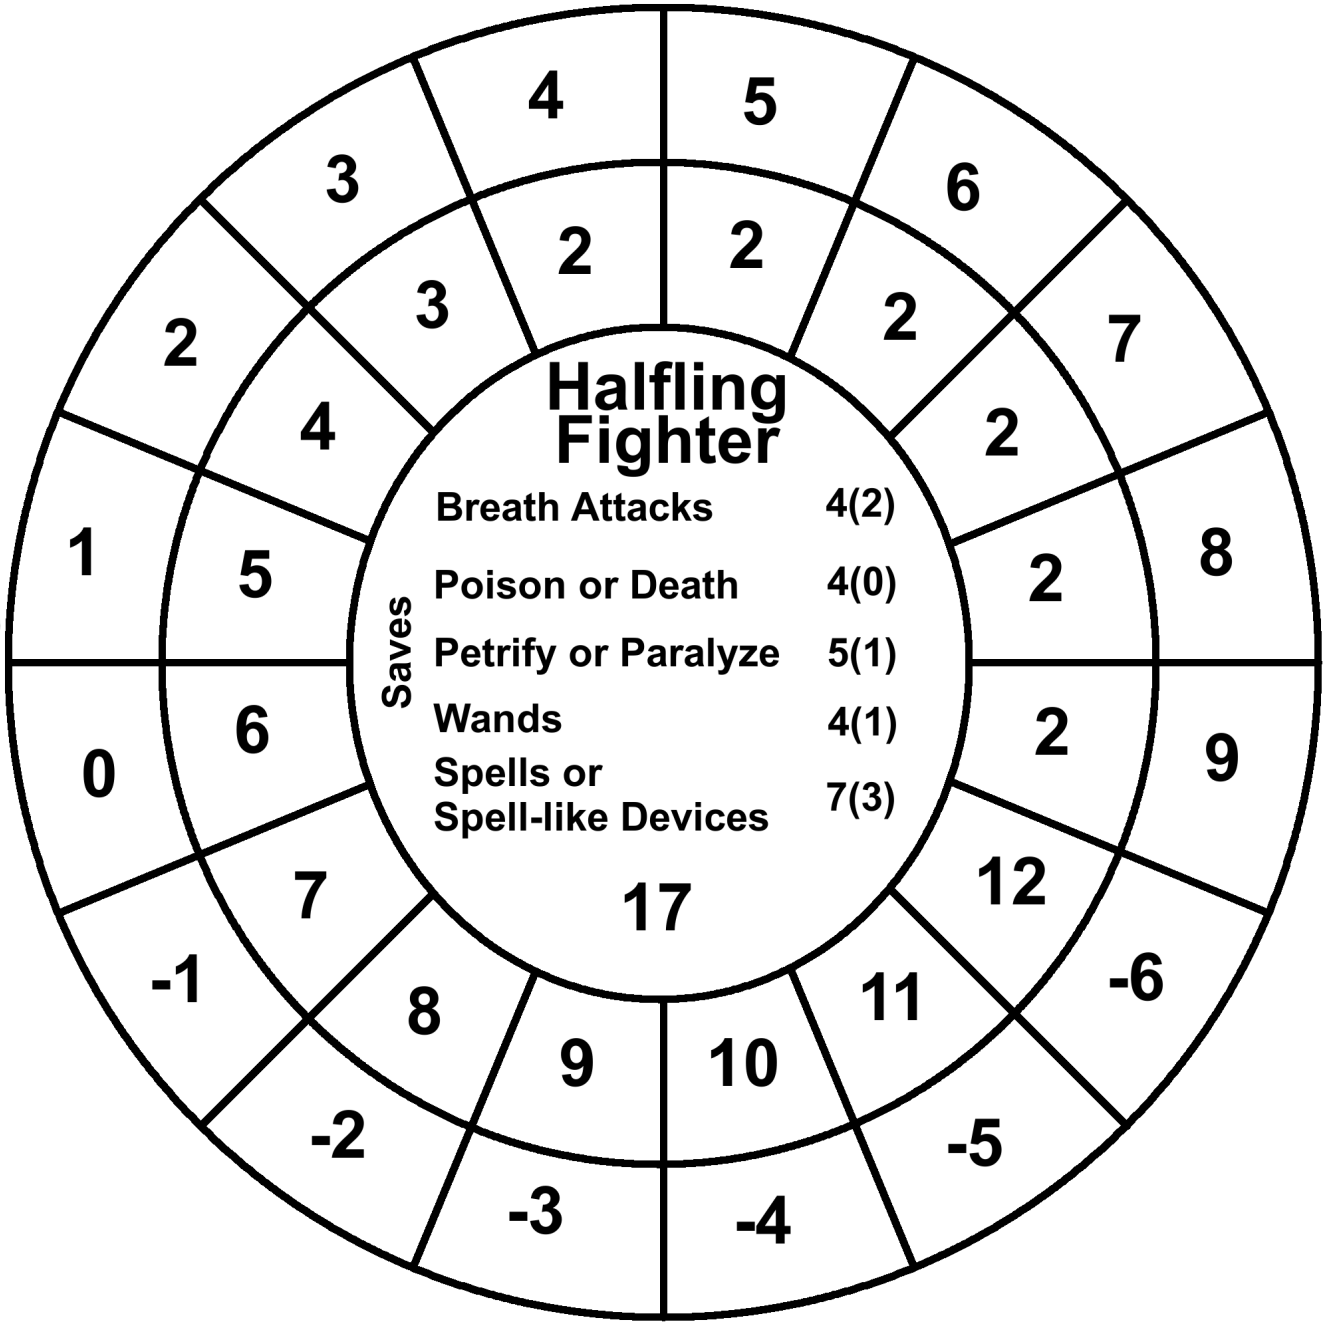 4 5
3 6
2 2
3 2
2 7
4 2
1 8
5 2
Halfling
Fighter
Breath Attacks 4(2)
Poison or Death 4(0)
Saves
Petrify or Paralyze 5(1)
Wands 4(1)
Spells or
Spell-like Devices 7(3)
17
6 2
0 9
7 12
-1 -6
8 11
9 10
-2 -5
-3 -4